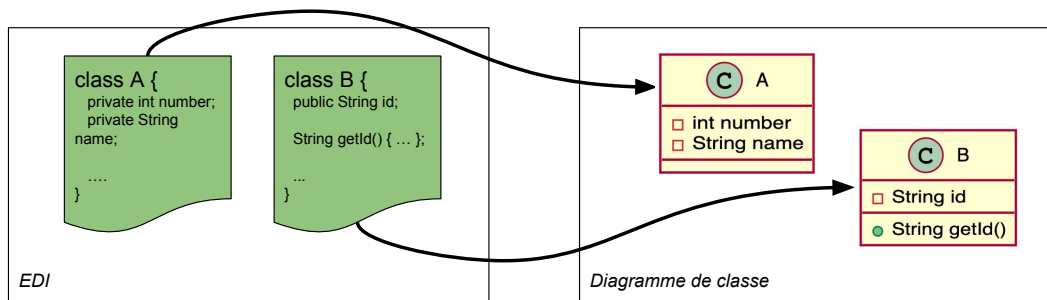 class A {
private int number;
private String
name;
….
}
class B {
public String id;
String getId() { … };
...
}
EDI
C A
int number
String name
C B
String id
String getId()
Diagramme de classe